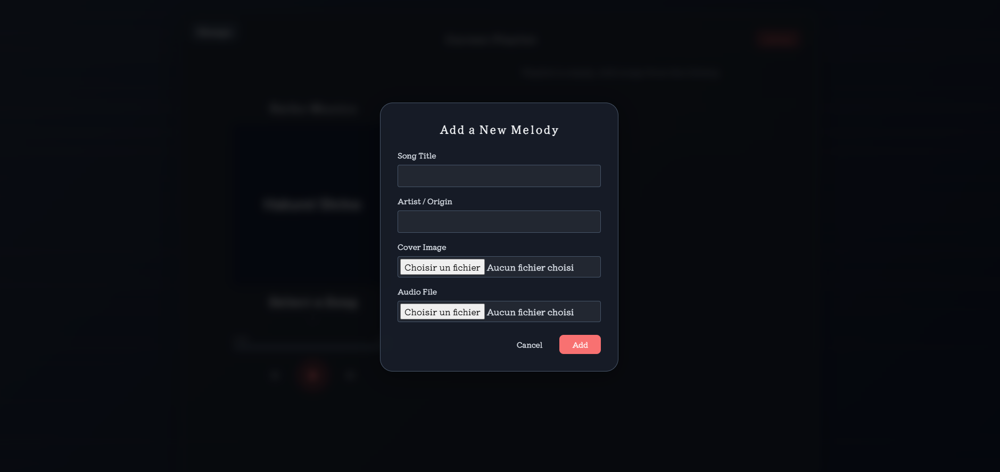 Add a New Melody
Song Title
Artist / Origin
Cover Image
Choisir un fichier Aucun fichier choisi
Audio File
Choisir un fichier Aucun fichier choisi
Cancel Add